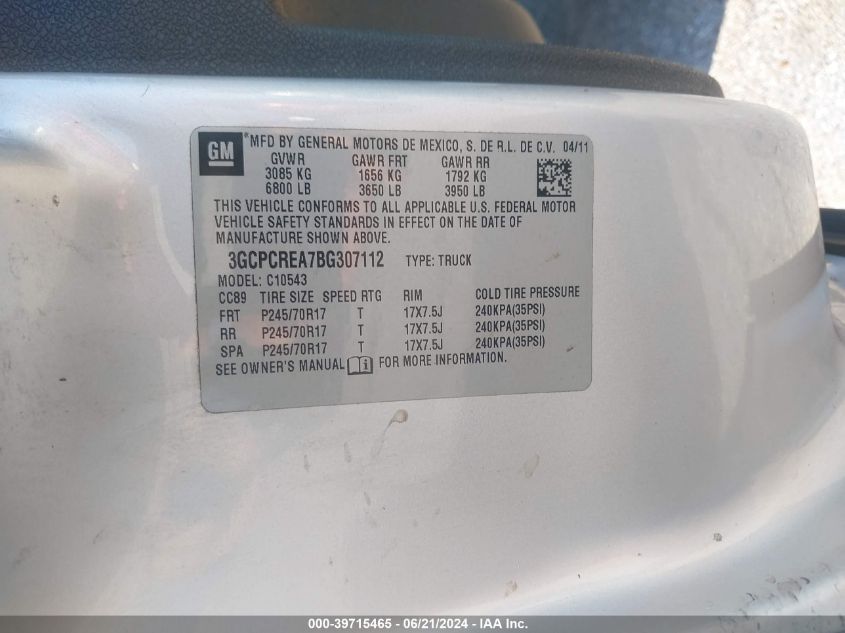 GM
*MFD BY GENERAL MOTORS DE MEXICO, S. DE R.L. DE C.V. 04/11
GVWR GAWR FRT GAWR RR
3085 KG 1656 KG 1792 KG
6800 LB 3650 LB 3950 LB
THIS VEHICLE CONFORMS TO ALL APPLICABLE U.S. FEDERAL MOTOR
VEHICLE SAFETY STANDARDS IN EFFECT ON THE DATE OF
MANUFACTURE SHOWN ABOVE.
3GCPCREA7BG307112 TYPE: TRUCK
MODEL: C10543
CC89 TIRE SIZE SPEED RTG RIM COLD TIRE PRESSURE
FRT P245/70R17 T 17X7.5J 240KPA(35PSI)
RR P245/70R17 T 17X7.5J 240KPA(35PSI)
SPA P245/70R17 T 17X7.5J 240KPA(35PSI)
SEE OWNER'S MANUAL FOR MORE INFORMATION.
000-39715465 - 06/21/2024 - IAA Inc.